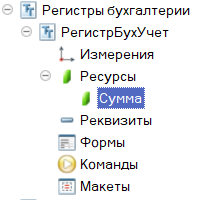 Регистры бухгалтерии
РегистрБухУчет
Измерения
Ресурсы
Сумма
Реквизиты
Формы
Команды
Макеты